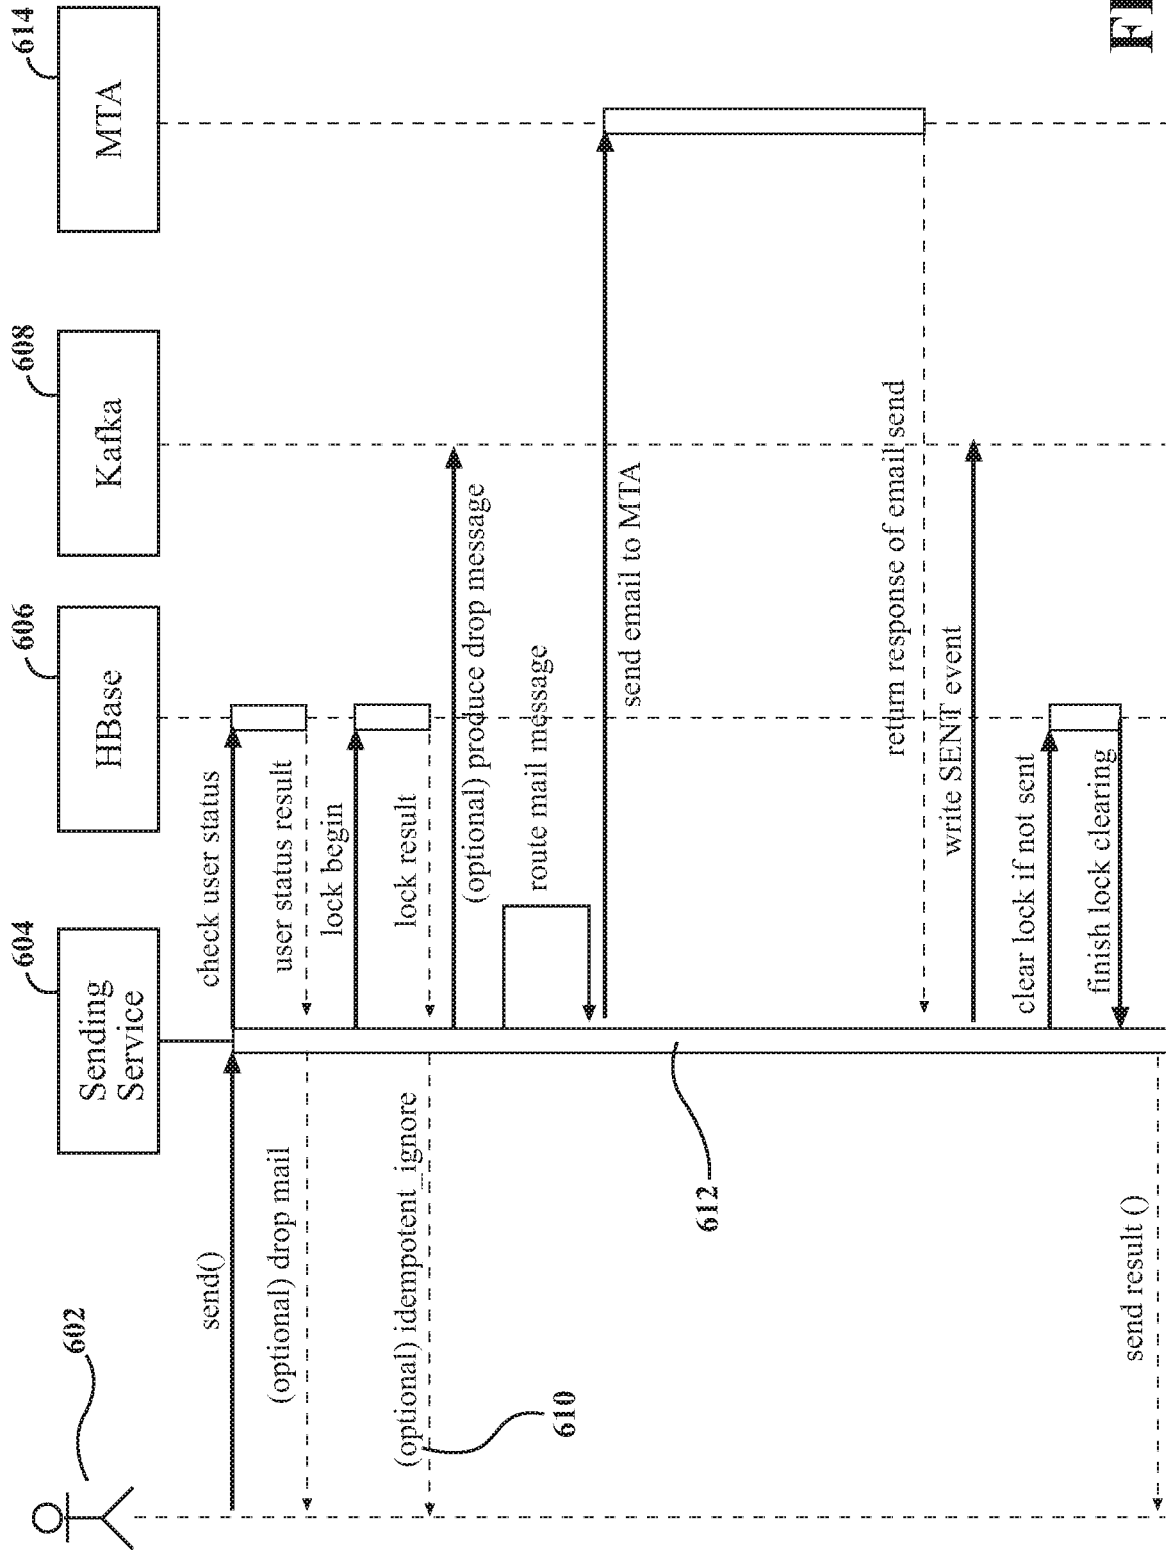 602
604
606
608
614
Sending
Service
HBase
Kafka
MTA
send()
check user status
(optional) drop mail
user status result
lock begin
(optional) idempotent_ignore
lock result
610
(optional) produce drop message
route mail message
send email to MTA
612
return response of email send
write SENT event
clear lock if not sent
finish lock clearing
send result ()